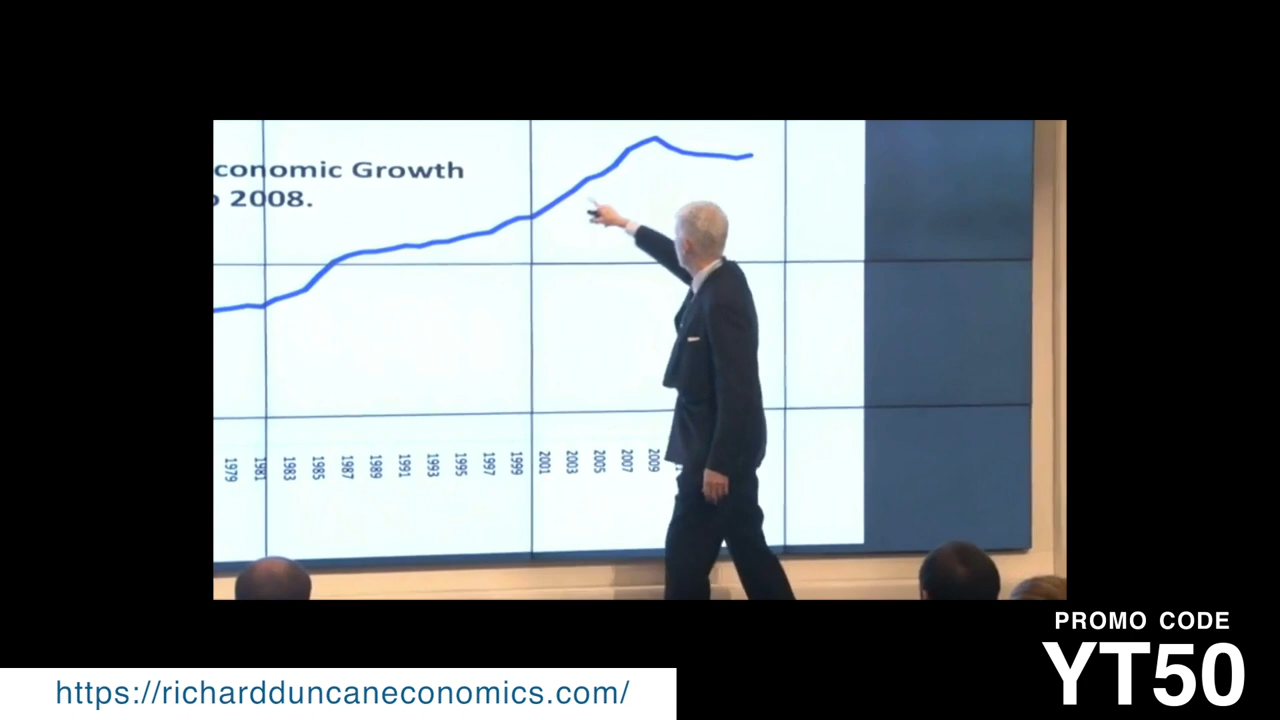 conomic Growth
2008.
1979 1981 1983 1985 1987 1989 1991 1993 1995 1997 1999 2001 2003 2005 2007 2009
PROMO CODE
YT50
https://richardduncaneconomics.com/